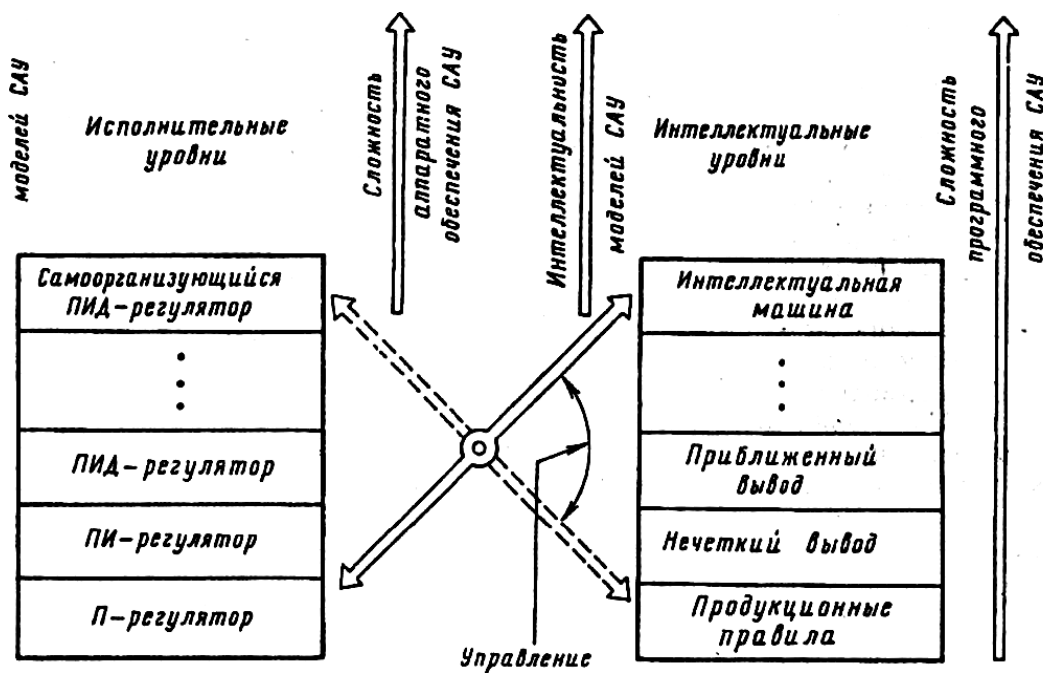 моделей САУ
Исполнительные
уровни
Сложность
аппаратного
обеспечения САУ
Интеллектуальность
моделей САУ
Интеллектуальные
уровни
Сложность
программного
обеспечения САУ
Самоорганизующийся
ПИД-регулятор
ПИД-регулятор
ПИ-регулятор
П-регулятор
Управление
Интеллектуальная
машина
Приближенный
вывод
Нечеткий вывод
Продукционные
правила